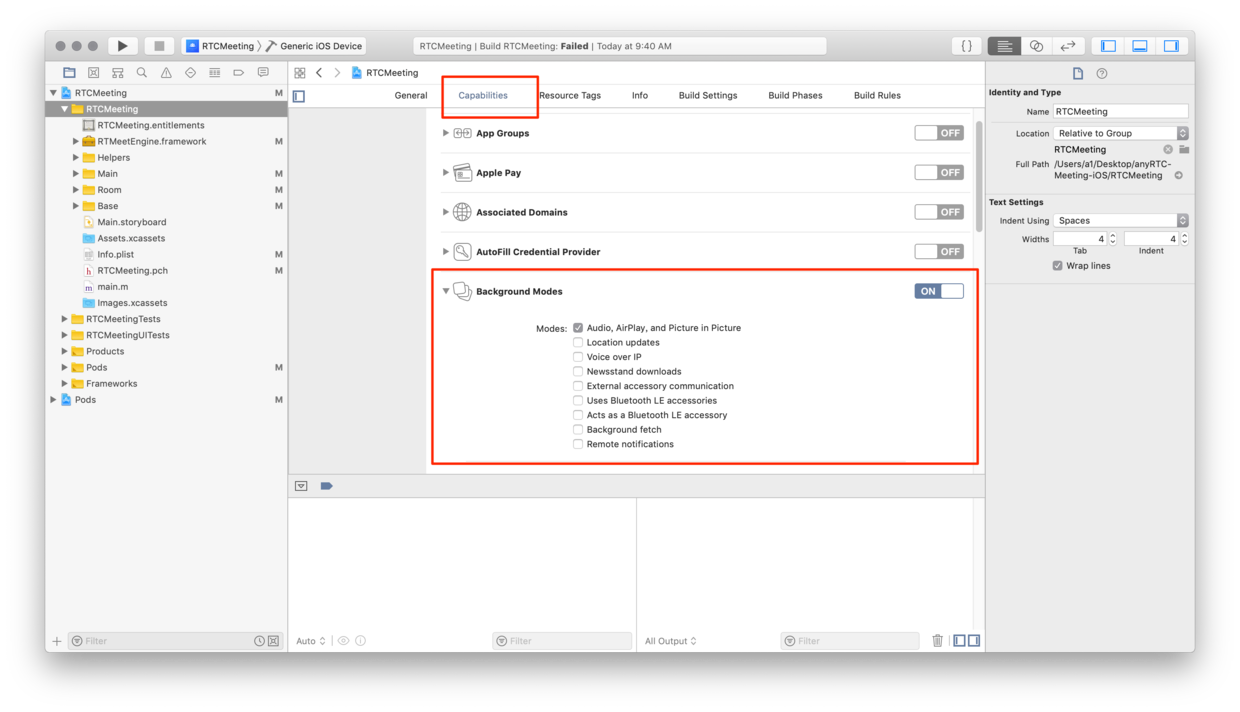 RTCMeeting 〉 Generic iOS Device
RTCMeeting | Build RTCMeeting: Failed | Today at 9:40 AM
{ }
RTCMeeting M
RTCMeeting
RTCMeeting.entitlements
RTMeetEngine.framework M
Helpers
Main M
Room M
Base M
Main.storyboard
Assets.xcassets
Info.plist M
RTCMeeting.pch M
main.m
Images.xcassets
RTCMeetingTests
RTCMeetingUITests
Products
Pods M
Frameworks
Pods M
Filter
RTCMeeting
General Capabilities Resource Tags Info Build Settings Build Phases Build Rules
App Groups OFF
Apple Pay OFF
Associated Domains OFF
AutoFill Credential Provider OFF
Background Modes ON
Modes: Audio, AirPlay, and Picture in Picture
Location updates
Voice over IP
Newsstand downloads
External accessory communication
Uses Bluetooth LE accessories
Acts as a Bluetooth LE accessory
Background fetch
Remote notifications
Auto Filter
All Output Filter
Identity and Type
Name RTCMeeting
Location Relative to Group
RTCMeeting
Full Path /Users/a1/Desktop/anyRTC-
Meeting-iOS/RTCMeeting
Text Settings
Indent Using Spaces
Widths 4 4
Tab Indent
Wrap lines